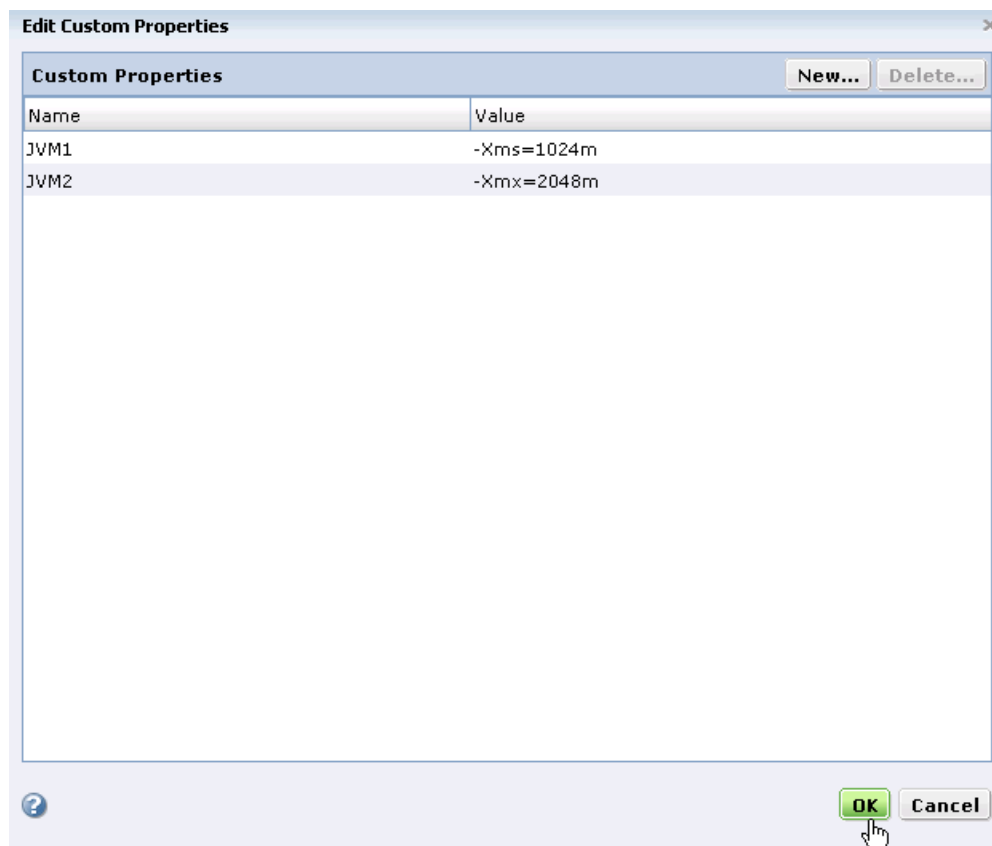 Edit Custom Properties
Custom Properties New... Delete...
Name Value
JVM1 -Xms=1024m
JVM2 -Xmx=2048m
OK Cancel